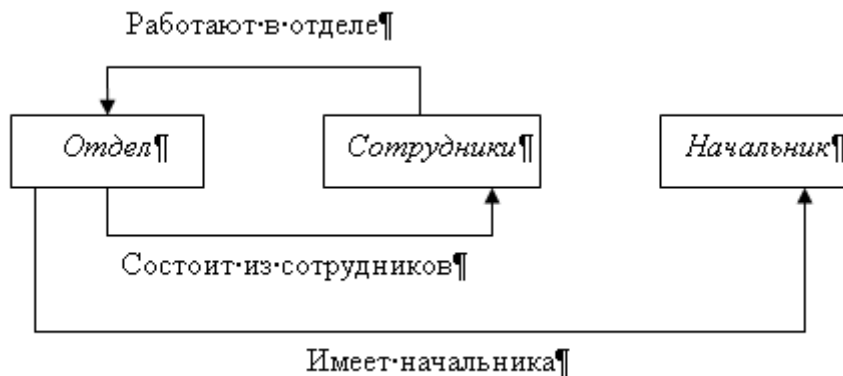 Работают·в·отделе¶
Отдел¶
Сотрудники¶
Начальник¶
Состоит·из·сотрудников¶
Имеет·начальника¶